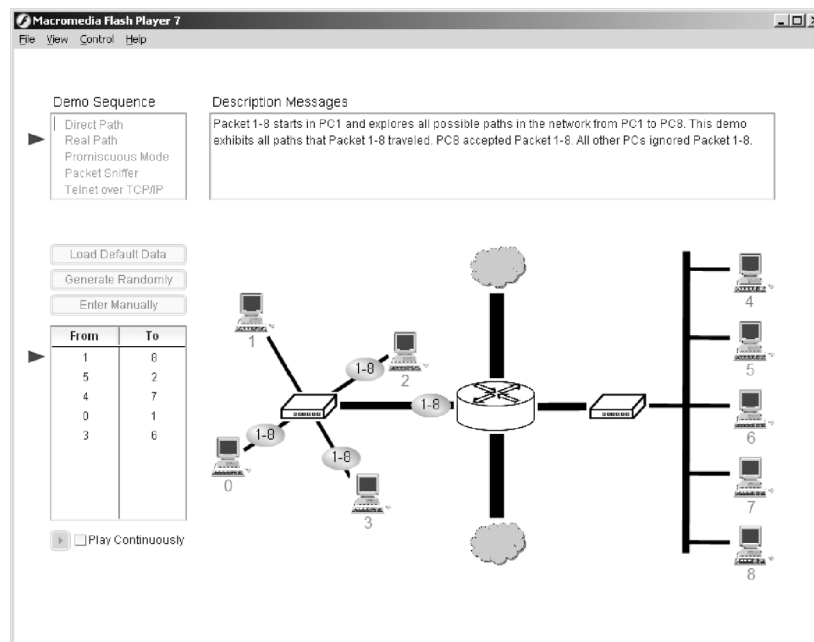 Macromedia Flash Player 7
File View Control Help
Demo Sequence
Direct Path
Real Path
Promiscuous Mode
Packet Sniffer
Telnet over TCP/IP
Description Messages
Packet 1-8 starts in PC1 and explores all possible paths in the network from PC1 to PC8. This demo
exhibits all paths that Packet 1-8 traveled. PC8 accepted Packet 1-8. All other PCs ignored Packet 1-8.
Load Default Data
Generate Randomly
Enter Manually
From To
1 8
5 2
4 7
0 1
3 6
Play Continuously
1
2
1-8
1-8
1-8
1-8
0
3
4
5
6
7
8